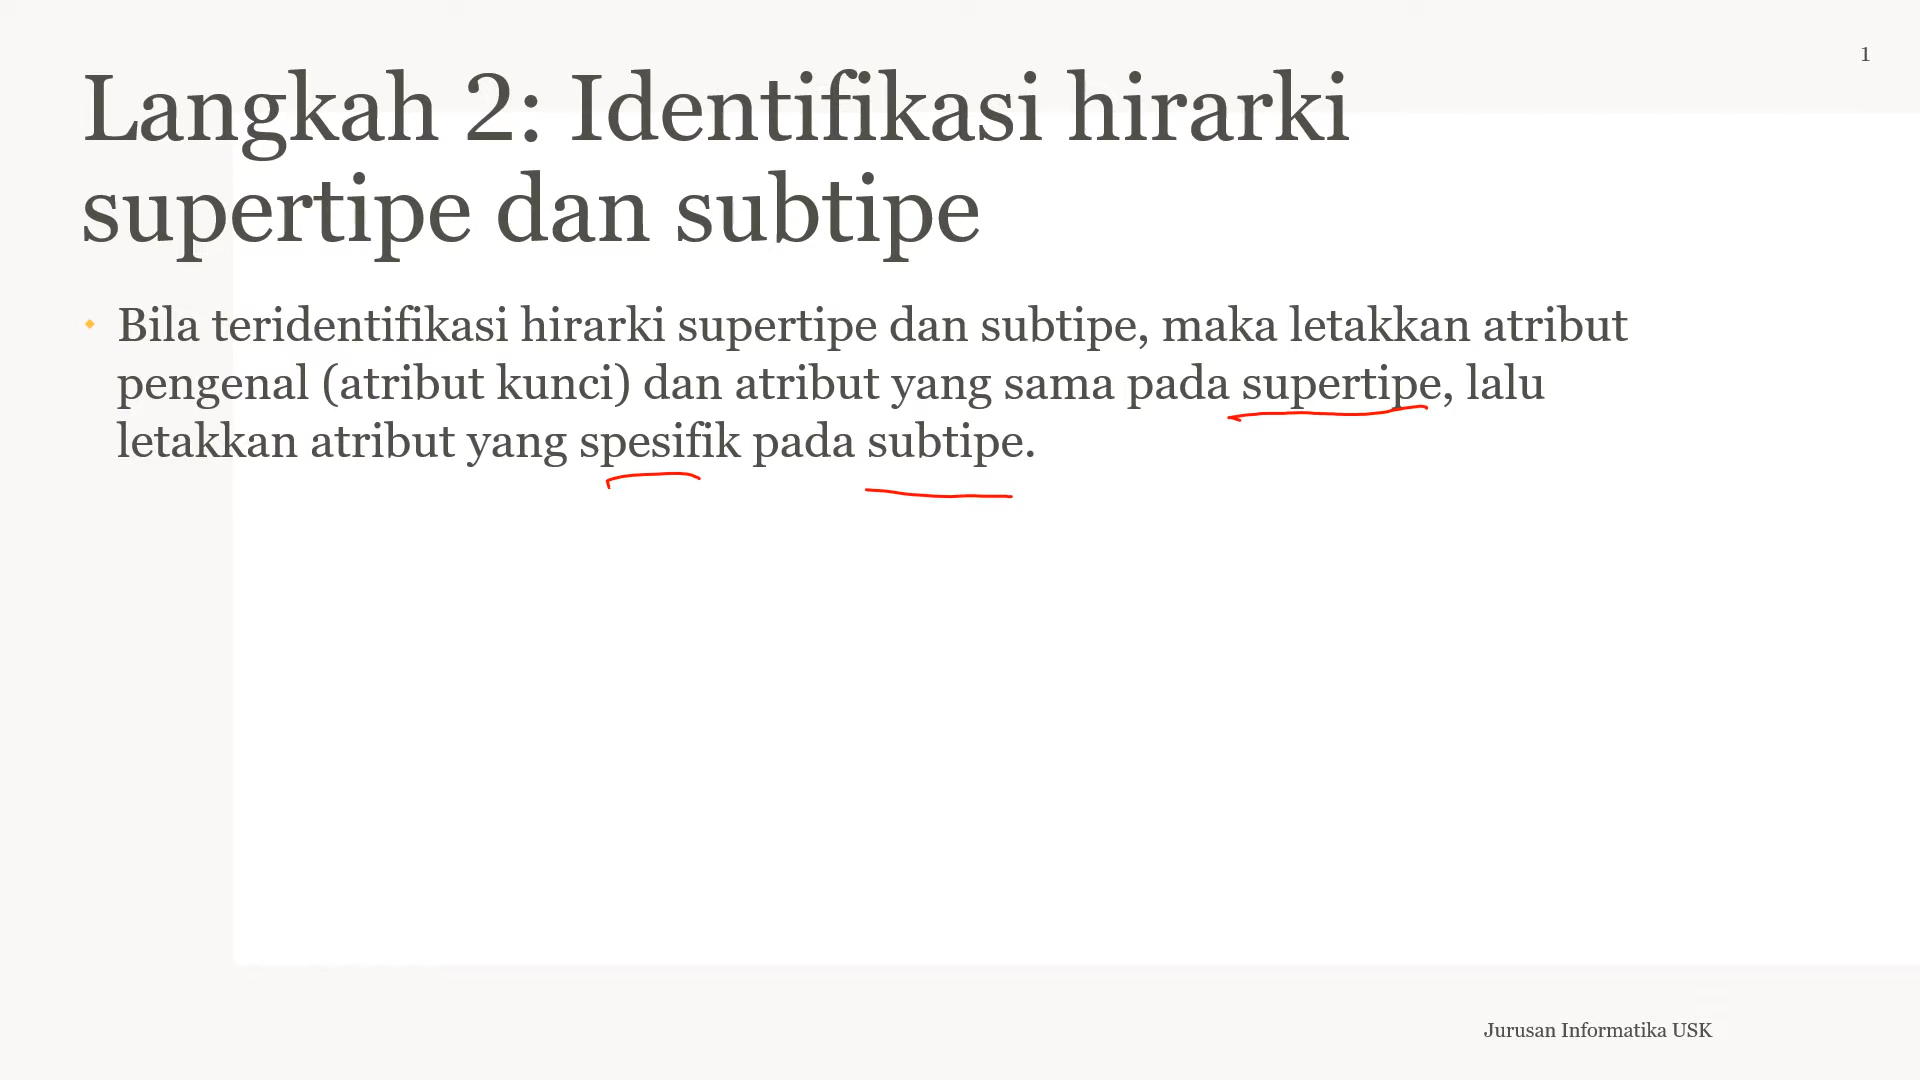 1
Langkah 2: Identifikasi hirarki
supertipe dan subtipe
Bila teridentifikasi hirarki supertipe dan subtipe, maka letakkan atribut
pengenal (atribut kunci) dan atribut yang sama pada supertipe, lalu
letakkan atribut yang spesifik pada subtipe.
Jurusan Informatika USK